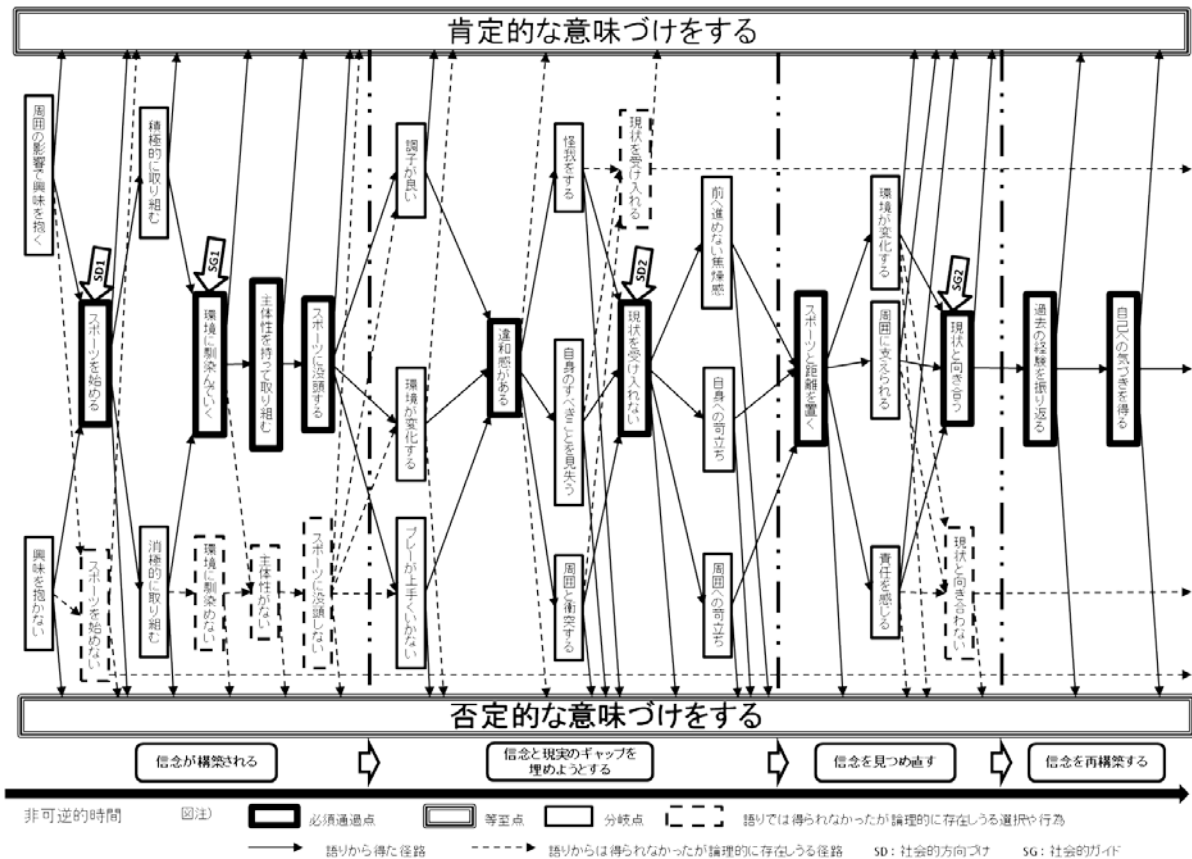 肯定的な意味づけをする
周囲の影響で興味を抱く
興味を抱かない
SD1
スポーツを始める
スポーツを始めない
積極的に取り組む
消極的に取り組む
SG1
環境に馴染んでいく
環境に馴染めない
主体性を持って取り組む
主体性がない
スポーツに没頭する
スポーツに没頭しない
調子が良い
環境が変化する
プレーが上手くいかない
違和感がある
怪我をする
自身のすべきことを見失う
周囲と衝突する
現状を受け入れる
SD2
現状を受け入れない
前へ進めない焦燥感
自身への苛立ち
周囲への苛立ち
スポーツと距離を置く
環境が変化する
周囲に支えられる
責任を感じる
SG2
現状と向き合う
現状と向き合わない
過去の経験を振り返る
自己への気づきを得る
否定的な意味づけをする
信念が構築される
信念と現実のギャップを
埋めようとする
信念を見つめ直す
信念を再構築する
非可逆的時間
図注)
必須通過点
等至点
分岐点
語りでは得られなかったが論理的に存在しうる選択や行為
語りから得た径路
語りからは得られなかったが論理的に存在しうる径路
SD：社会的方向づけ
SG：社会的ガイド